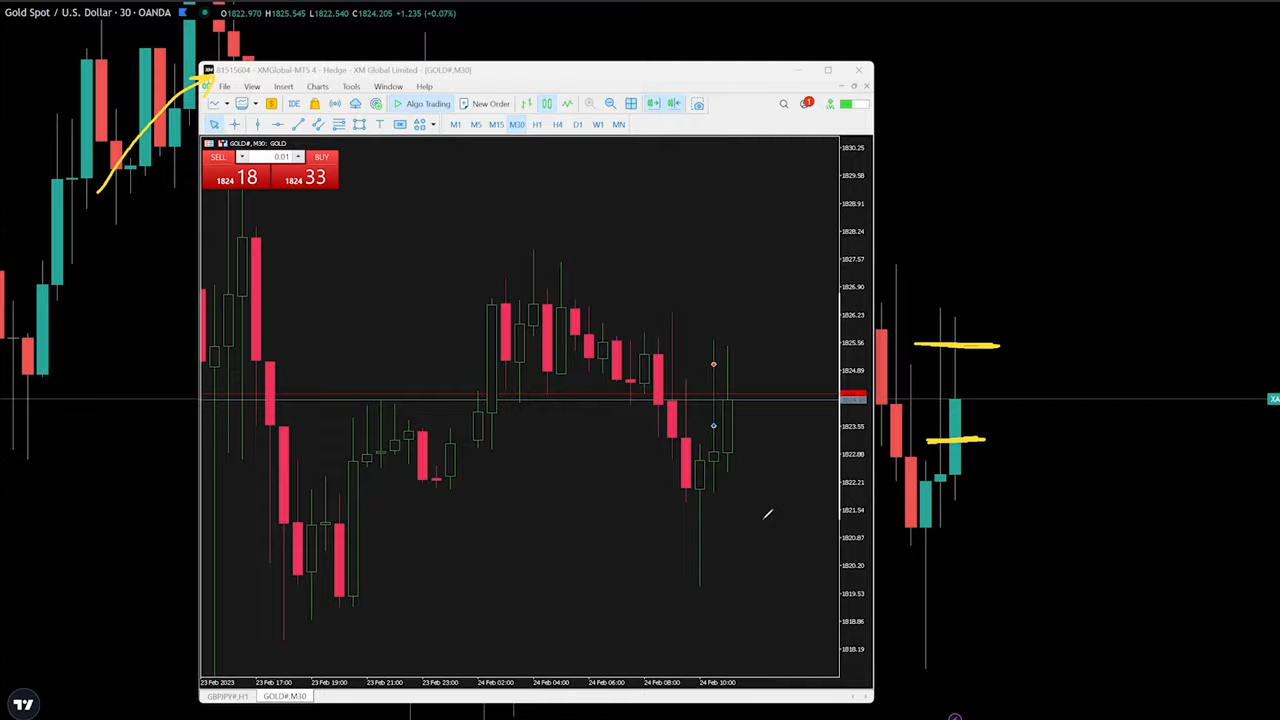 Gold Spot / U.S. Dollar · 30 · OANDA O1822.970 H1825.545 L1822.540 C1824.205 +1.235 (+0.07%)
XM 81515604 - XMGlobal-MT5 4 - Hedge - XM Global Limited - [GOLD#,M30]
File View Insert Charts Tools Window Help
$ IDE Algo Trading New Order 1
T M1 M5 M15 M30 H1 H4 D1 W1 MN
GOLD#, M30: GOLD
SELL 0.01 BUY
1824 18 1824 33
1830.25
1829.58
1828.91
1828.24
1827.57
1826.90
1826.23
1825.56
1824.89
XA
1823.55
1822.88
1822.21
1821.54
1820.87
1820.20
1819.53
1818.86
1818.19
23 Feb 2023 23 Feb 17:00 23 Feb 19:00 23 Feb 21:00 23 Feb 23:00 24 Feb 02:00 24 Feb 04:00 24 Feb 06:00 24 Feb 08:00 24 Feb 10:00
GBPJPY#,H1 GOLD#,M30